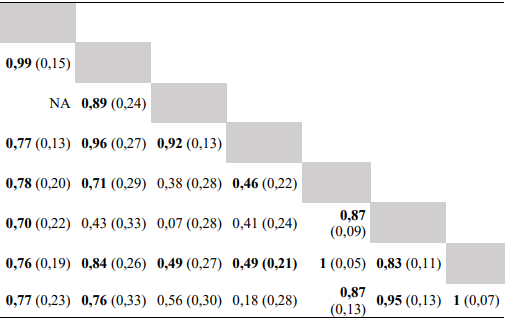 0,99 (0,15)
NA 0,89 (0,24)
0,77 (0,13) 0,96 (0,27) 0,92 (0,13)
0,78 (0,20) 0,71 (0,29) 0,38 (0,28) 0,46 (0,22)
0,70 (0,22) 0,43 (0,33) 0,07 (0,28) 0,41 (0,24) 0,87 (0,09)
0,76 (0,19) 0,84 (0,26) 0,49 (0,27) 0,49 (0,21) 1 (0,05) 0,83 (0,11)
0,77 (0,23) 0,76 (0,33) 0,56 (0,30) 0,18 (0,28) 0,87 (0,13) 0,95 (0,13) 1 (0,07)